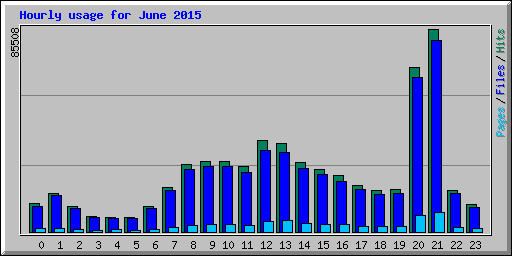 Hourly usage for June 2015
85508
Pages / Files / Hits
0 1 2 3 4 5 6 7 8 9 10 11 12 13 14 15 16 17 18 19 20 21 22 23